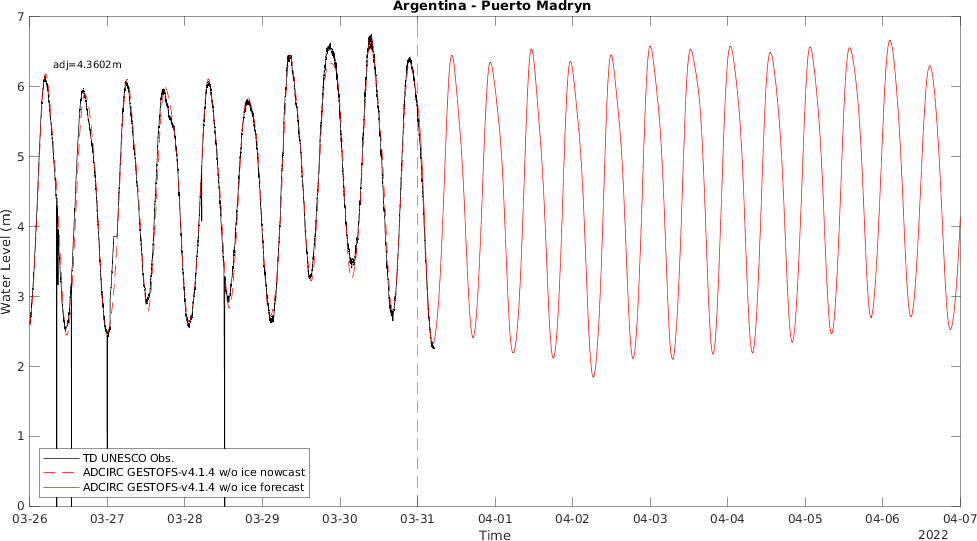 Argentina - Puerto Madryn
adj=4.3602m
7
6
5
4
3
2
1
0
Water Level (m)
TD UNESCO Obs.
ADCIRC GESTOFS-v4.1.4 w/o ice nowcast
ADCIRC GESTOFS-v4.1.4 w/o ice forecast
03-26 03-27 03-28 03-29 03-30 03-31 04-01 04-02 04-03 04-04 04-05 04-06 04-07
Time
2022